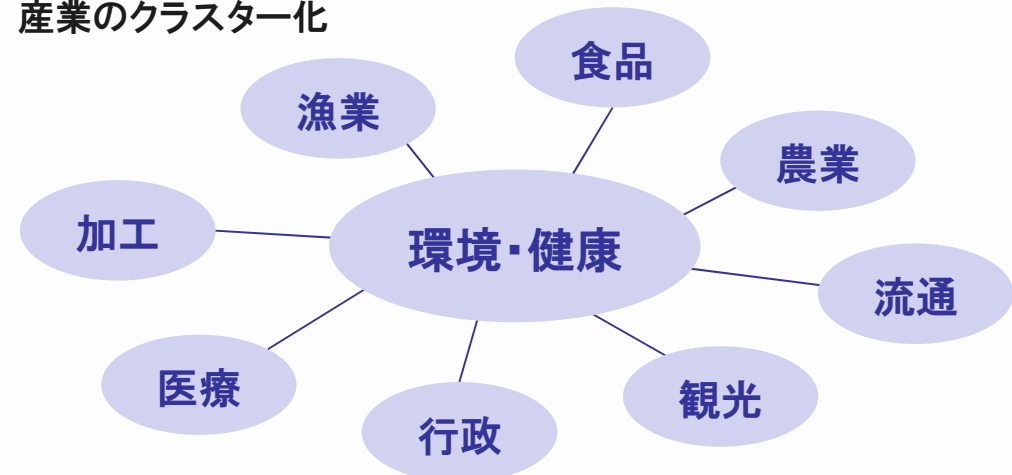 産業のクラスター化
食品
漁業
農業
加工
環境・健康
流通
医療
観光
行政